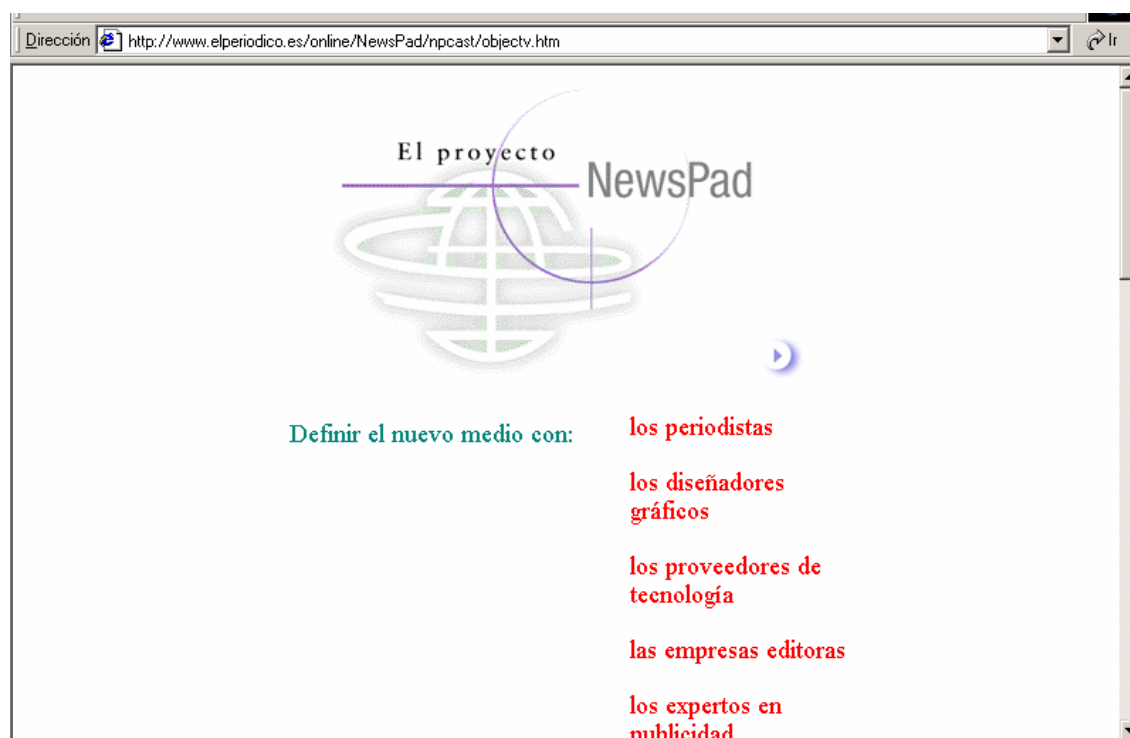 Dirección http://www.elperiodico.es/online/NewsPad/npcast/objectv.htm Ir
El proyecto
NewsPad
Definir el nuevo medio con:
los periodistas
los diseñadores
gráficos
los proveedores de
tecnología
las empresas editoras
los expertos en
publicidad